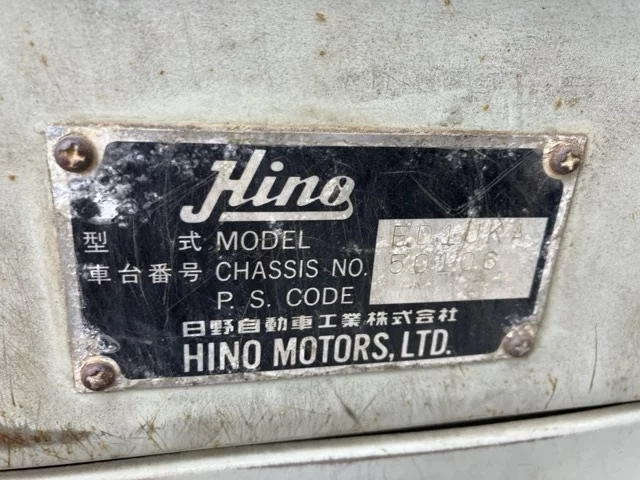 Hino
型式 MODEL
車台番号 CHASSIS NO. 50106
P. S. CODE
日野自動車工業株式会社
HINO MOTORS, LTD.